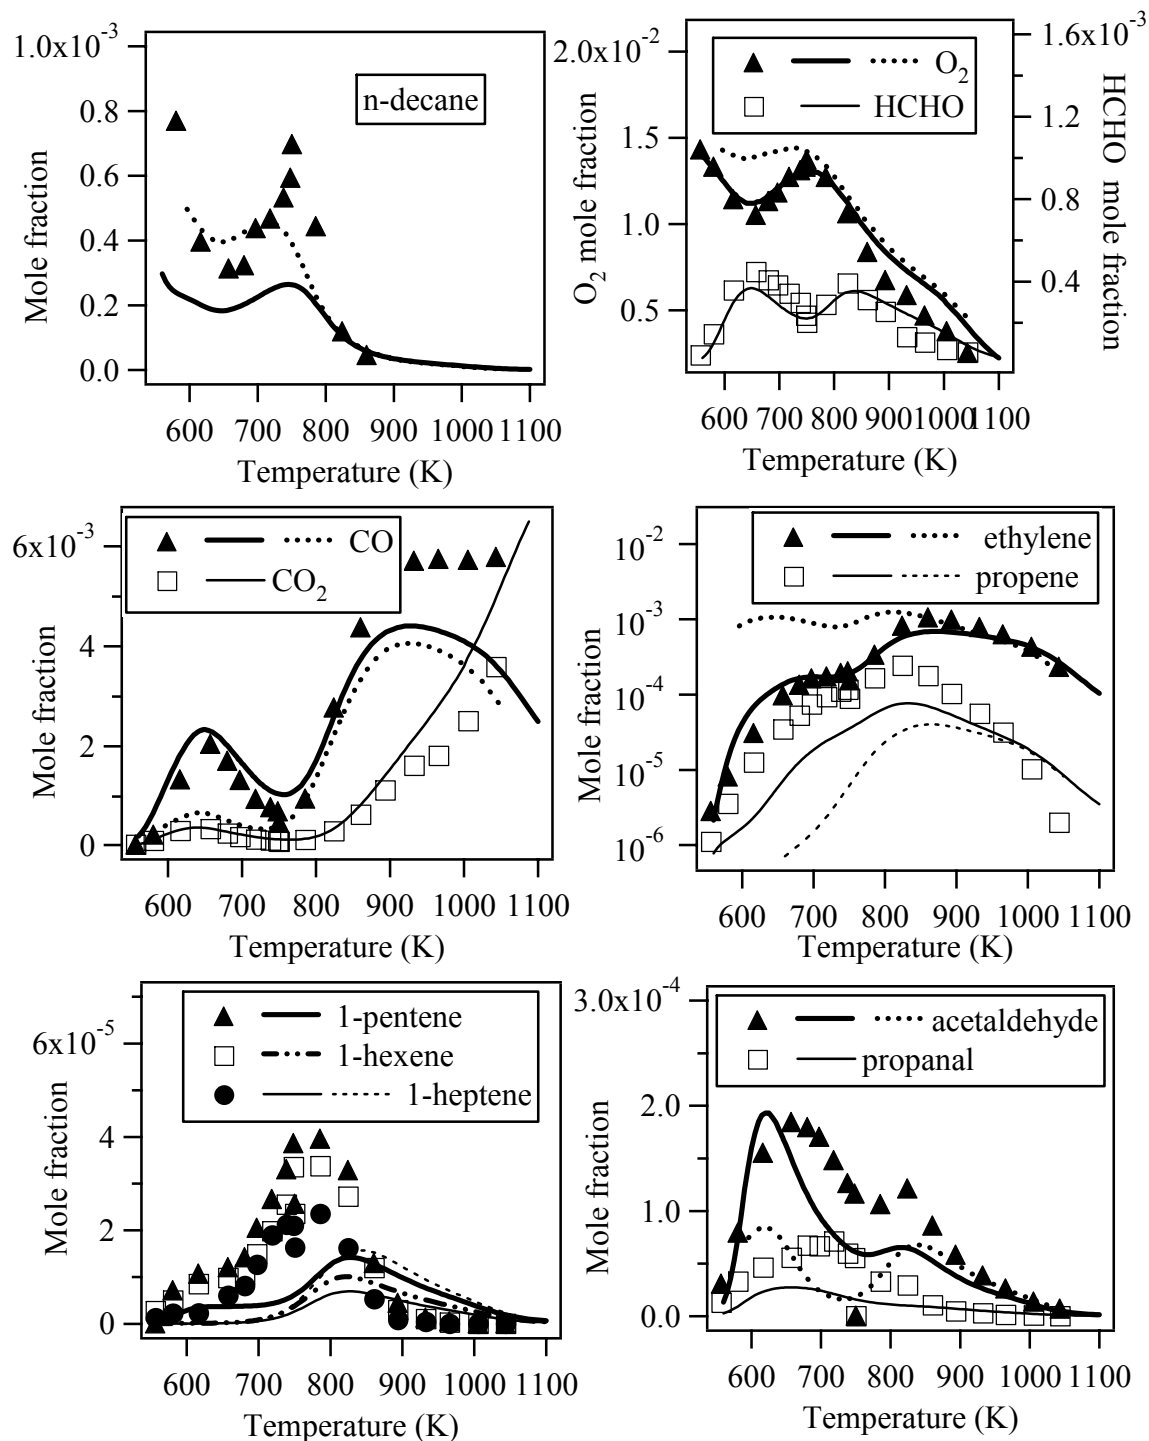 1.0x10-3
0.8
0.6
0.4
0.2
0.0
Mole fraction
n-decane
600 700 800 900 1000 1100
Temperature (K)
2.0x10-2
1.5
1.0
0.5
O2 mole fraction
O2
HCHO
1.6x10-3
1.2
0.8
0.4
HCHO mole fraction
600 700 800 900 1000 1100
Temperature (K)
6x10-3
4
2
0
Mole fraction
CO
CO2
600 700 800 900 1000 1100
Temperature (K)
10-2
10-3
10-4
10-5
10-6
Mole fraction
ethylene
propene
600 700 800 900 1000 1100
Temperature (K)
6x10-5
4
2
0
Mole fraction
1-pentene
1-hexene
1-heptene
600 700 800 900 1000 1100
Temperature (K)
3.0x10-4
2.0
1.0
0.0
Mole fraction
acetaldehyde
propanal
600 700 800 900 1000 1100
Temperature (K)